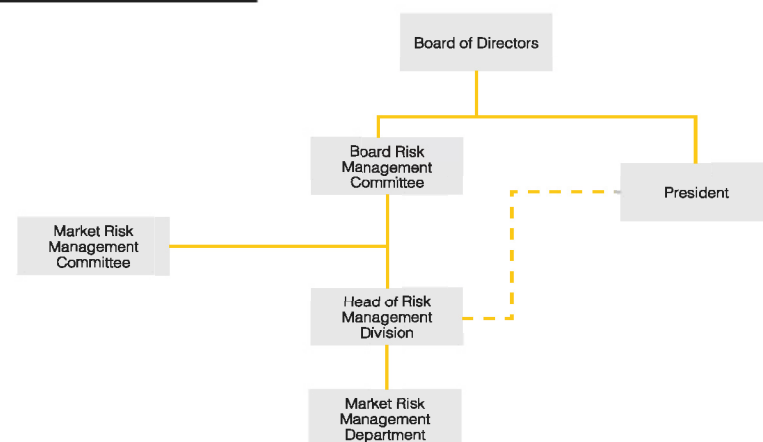 Board of Directors
Board Risk
Management
Committee
President
Market Risk
Management
Committee
Head of Risk
Management
Division
Market Risk
Management
Department